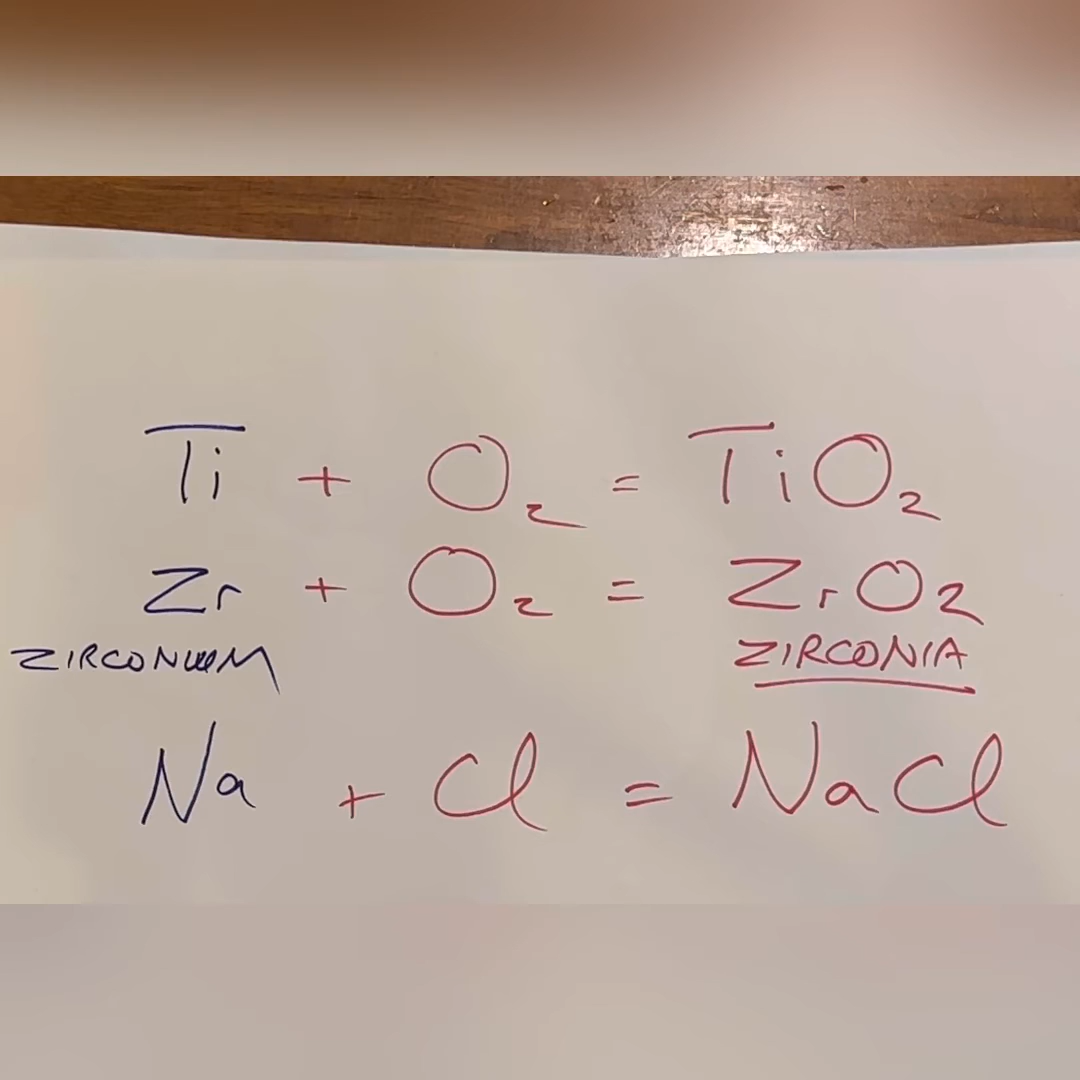 Ti + O₂ = TiO₂
Zr + O₂ = ZrO₂
ZIRCONIUM ZIRCONIA
Na + Cl = NaCl